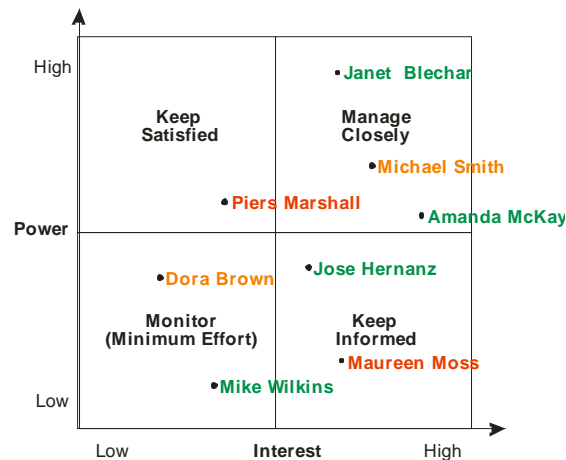 High
Janet Blechar
Keep
Satisfied
Manage
Closely
Michael Smith
Piers Marshall
Amanda McKay
Power
Jose Hernanz
Dora Brown
Monitor
(Minimum Effort)
Keep
Informed
Maureen Moss
Mike Wilkins
Low
Low
Interest
High